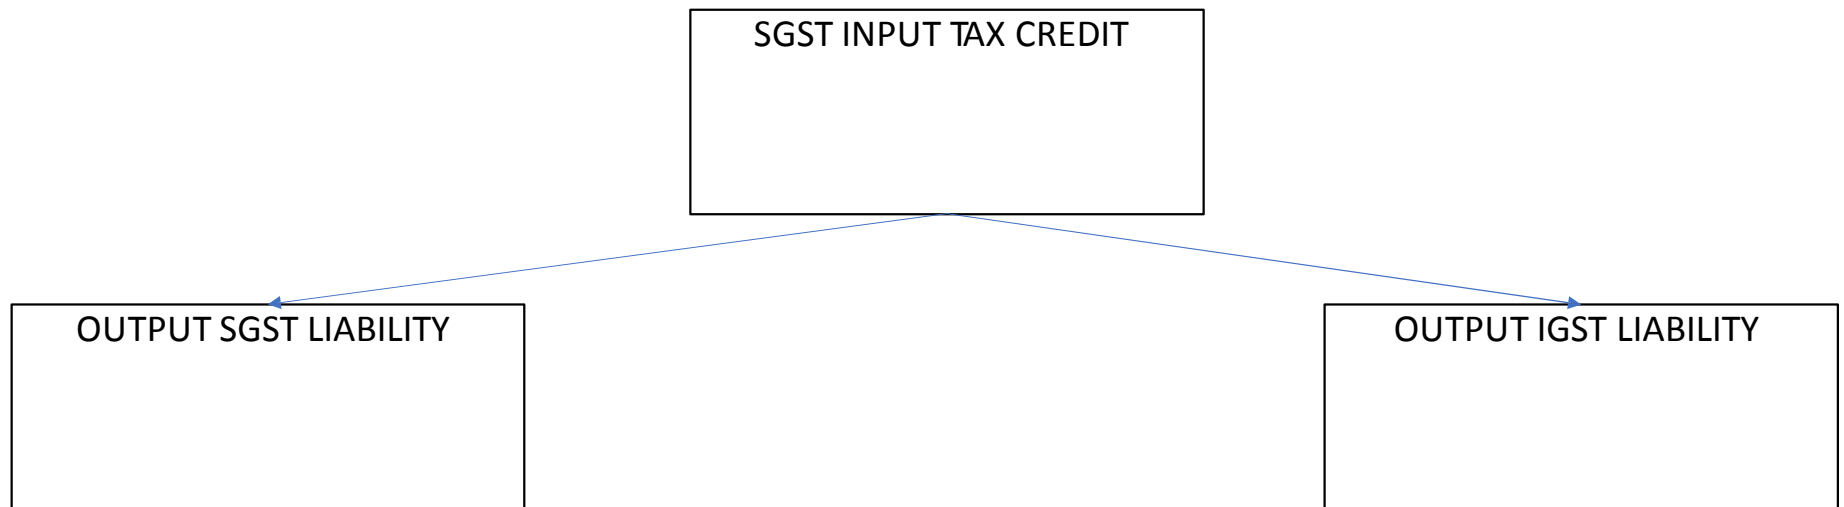 SGST INPUT TAX CREDIT
OUTPUT SGST LIABILITY
OUTPUT IGST LIABILITY